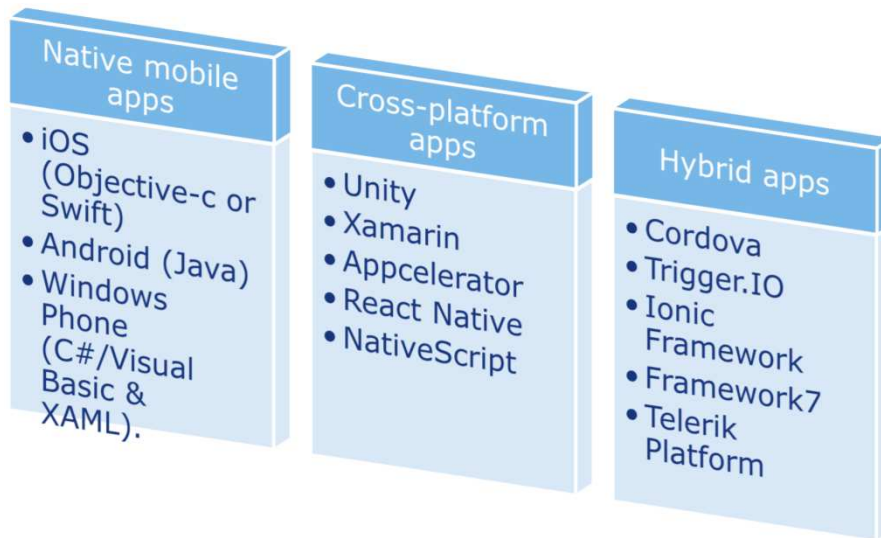 Native mobile
apps
• iOS
(Objective-c or
Swift)
• Android (Java)
• Windows
Phone
(C#/Visual
Basic &
XAML).
Cross-platform
apps
• Unity
• Xamarin
• Appcelerator
• React Native
• NativeScript
Hybrid apps
• Cordova
• Trigger.IO
• Ionic
Framework
• Framework7
• Telerik
Platform